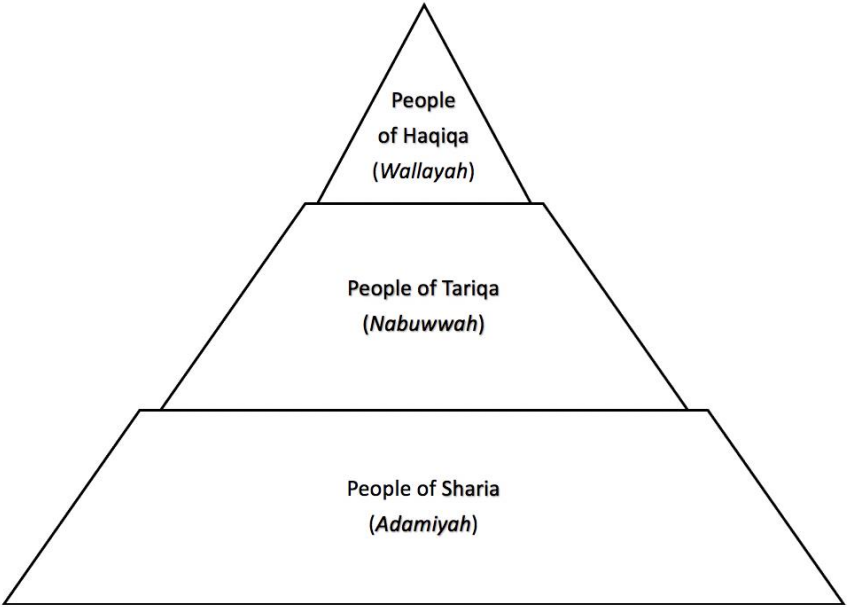 People
of Haqiqa
(Wallayah)
People of Tariqa
(Nabuwwah)
People of Sharia
(Adamiyah)